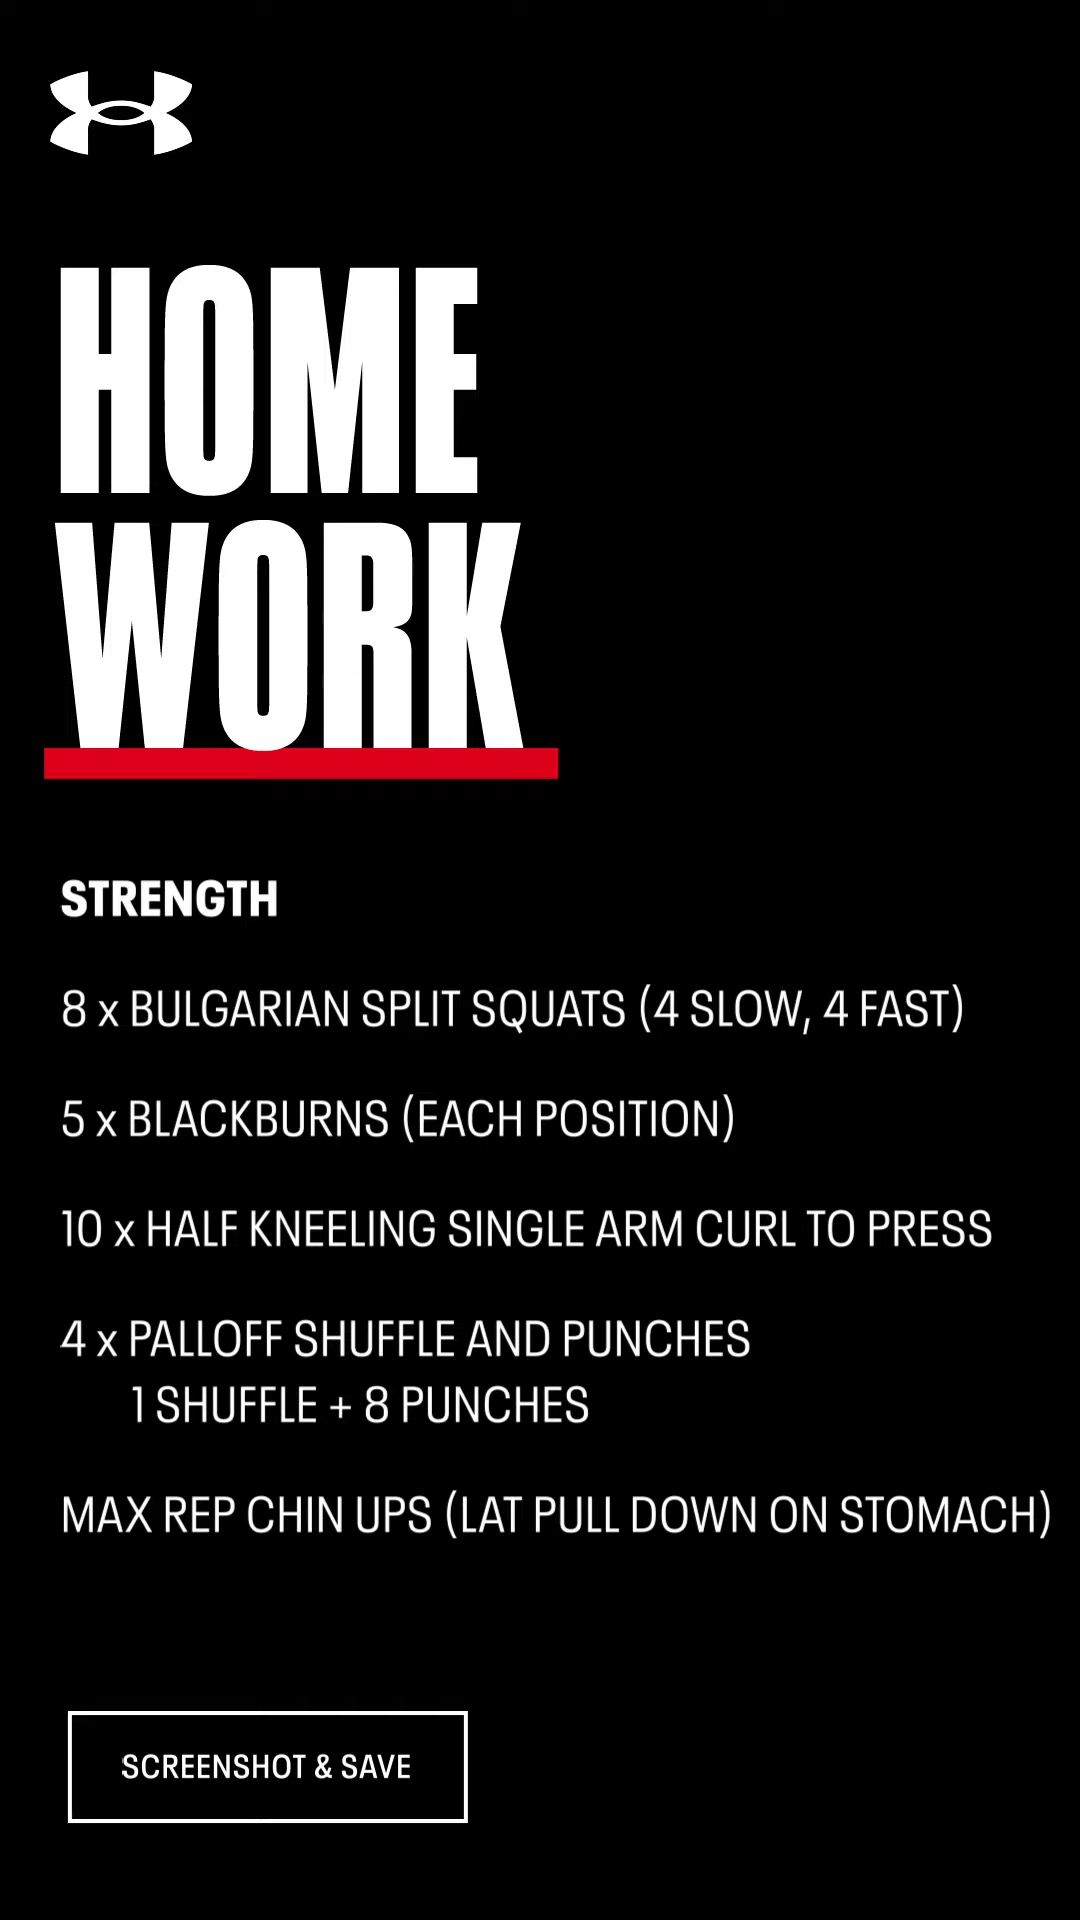 HOME
WORK
STRENGTH
8 x BULGARIAN SPLIT SQUATS (4 SLOW, 4 FAST)
5 x BLACKBURNS (EACH POSITION)
10 x HALF KNEELING SINGLE ARM CURL TO PRESS
4 x PALLOFF SHUFFLE AND PUNCHES
1 SHUFFLE + 8 PUNCHES
MAX REP CHIN UPS (LAT PULL DOWN ON STOMACH)
SCREENSHOT & SAVE